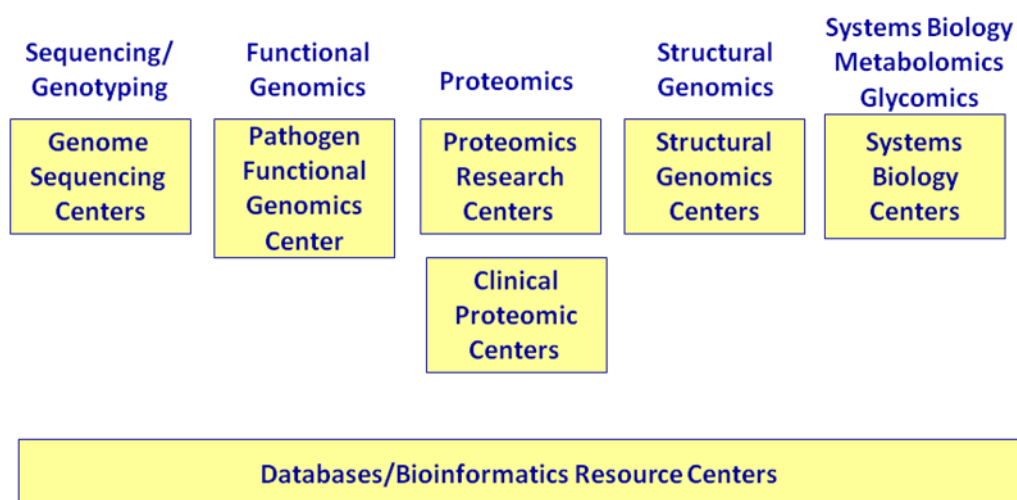 Sequencing/
Genotyping
Functional
Genomics
Proteomics
Structural
Genomics
Systems Biology
Metabolomics
Glycomics
Genome
Sequencing
Centers
Pathogen
Functional
Genomics
Center
Proteomics
Research
Centers
Structural
Genomics
Centers
Systems
Biology
Centers
Clinical
Proteomic
Centers
Databases/Bioinformatics Resource Centers